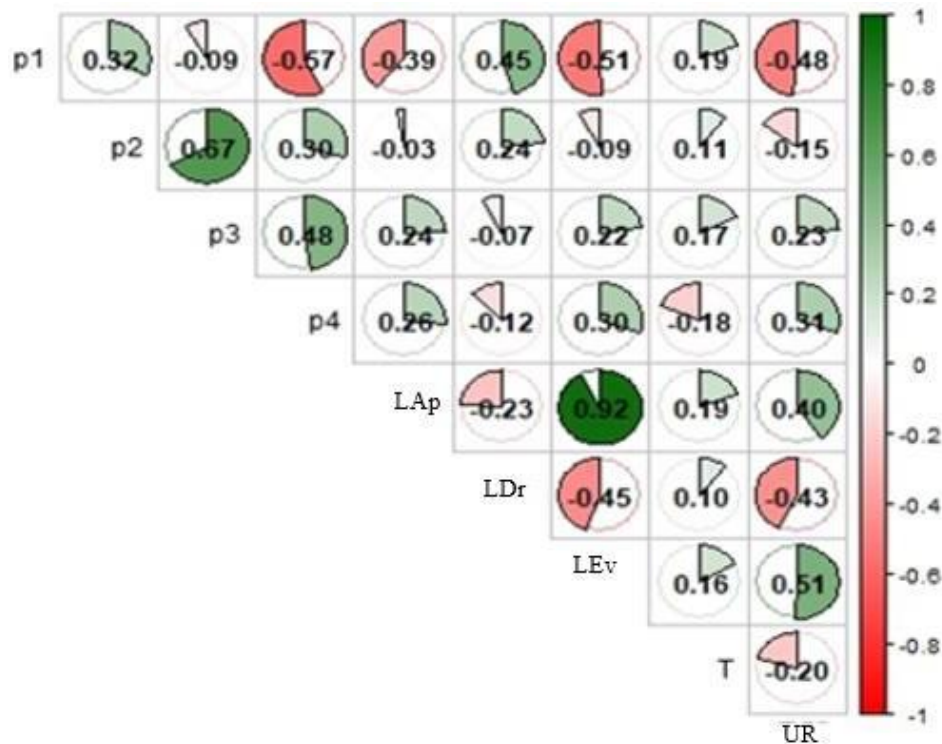 p1 0.32 -0.09 -0.57 -0.39 0.45 -0.51 0.19 -0.48
p2 0.67 0.30 -0.03 0.24 -0.09 0.11 -0.15
p3 0.48 0.24 -0.07 0.22 0.17 0.23
p4 0.26 -0.12 0.30 -0.18 0.31
LAp -0.23 0.92 0.19 0.40
LDr -0.45 0.10 -0.43
LEv 0.16 0.51
T -0.20
UR
1
0.8
0.6
0.4
0.2
0
-0.2
-0.4
-0.6
-0.8
-1